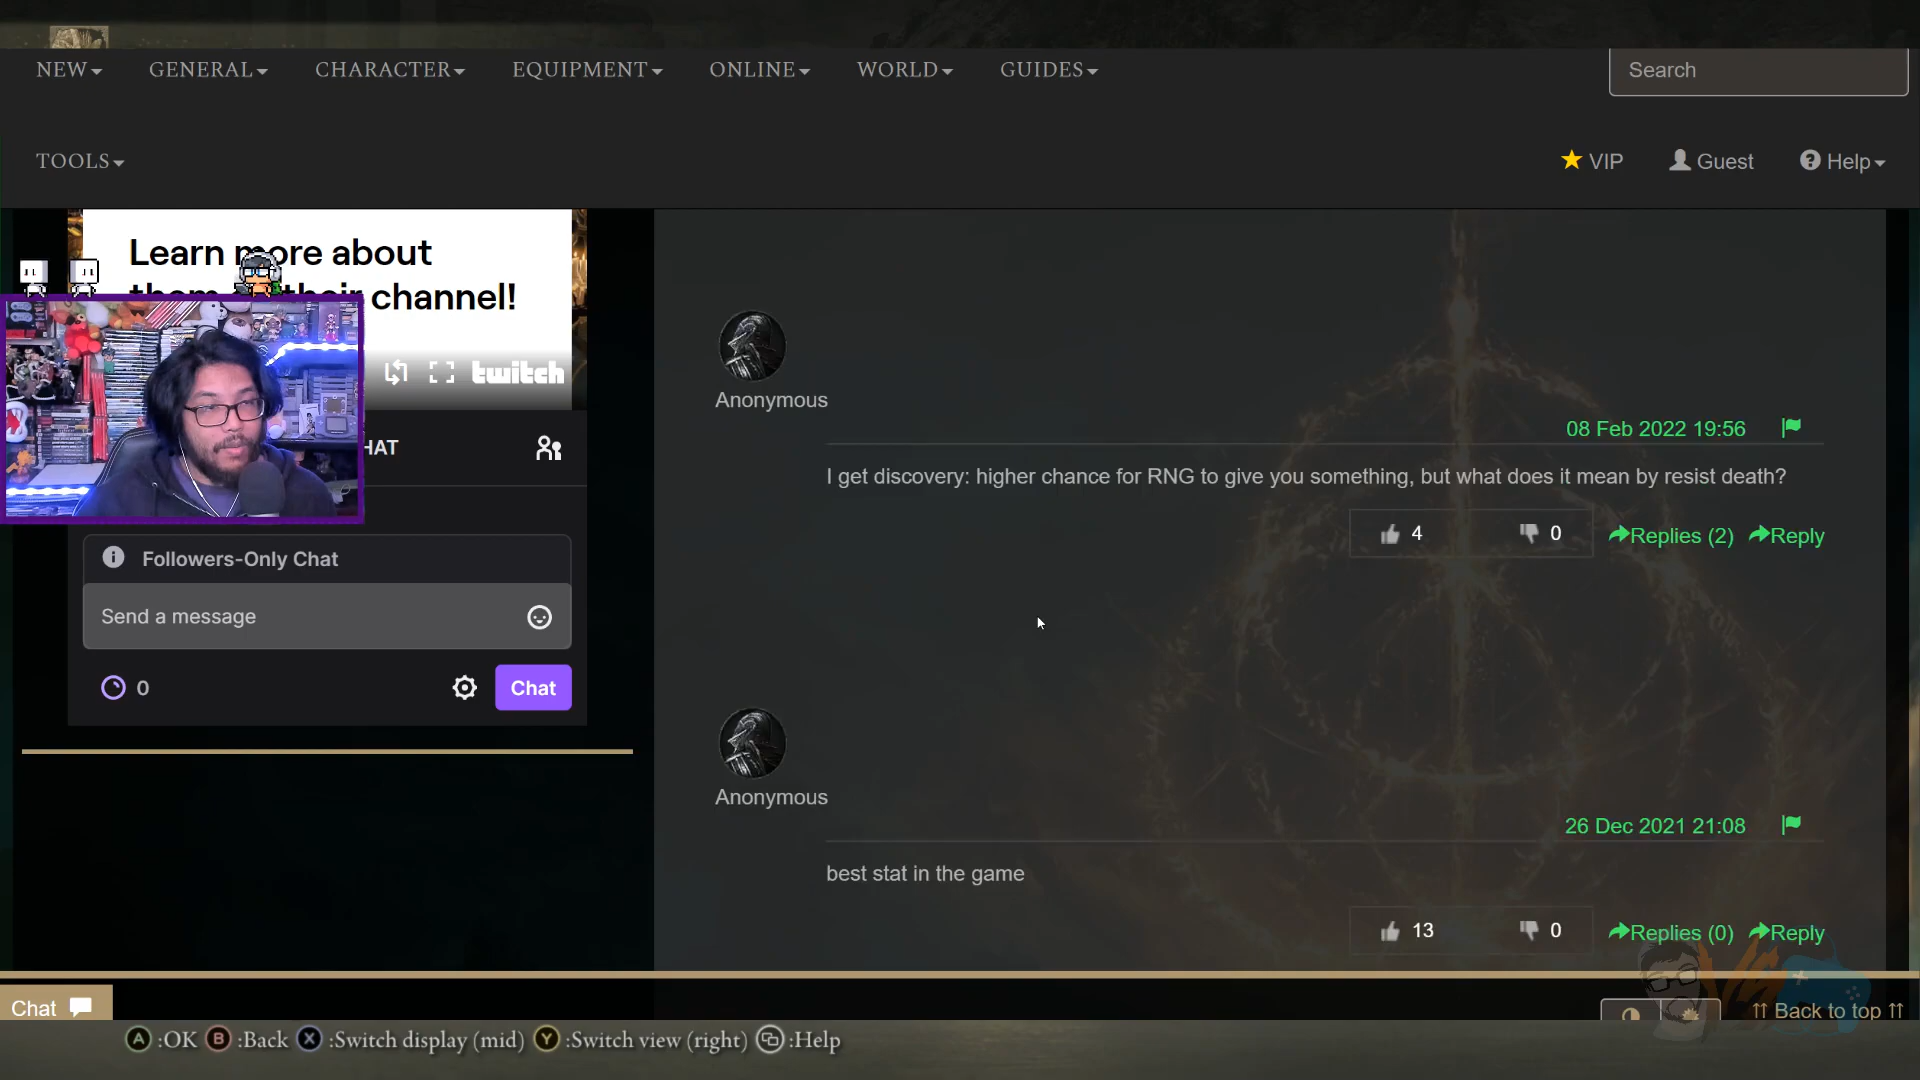 NEW GENERAL CHARACTER EQUIPMENT ONLINE WORLD GUIDES
Search
TOOLS
VIP Guest Help
Learn more about
their channel!
twitch
HAT
Followers-Only Chat
Send a message
0
Chat
Anonymous
08 Feb 2022 19:56
I get discovery: higher chance for RNG to give you something, but what does it mean by resist death?
4 0 Replies (2) Reply
Anonymous
26 Dec 2021 21:08
best stat in the game
13 0 Replies (0) Reply
Chat
Back to top
A :OK B :Back X :Switch display (mid) Y :Switch view (right) :Help